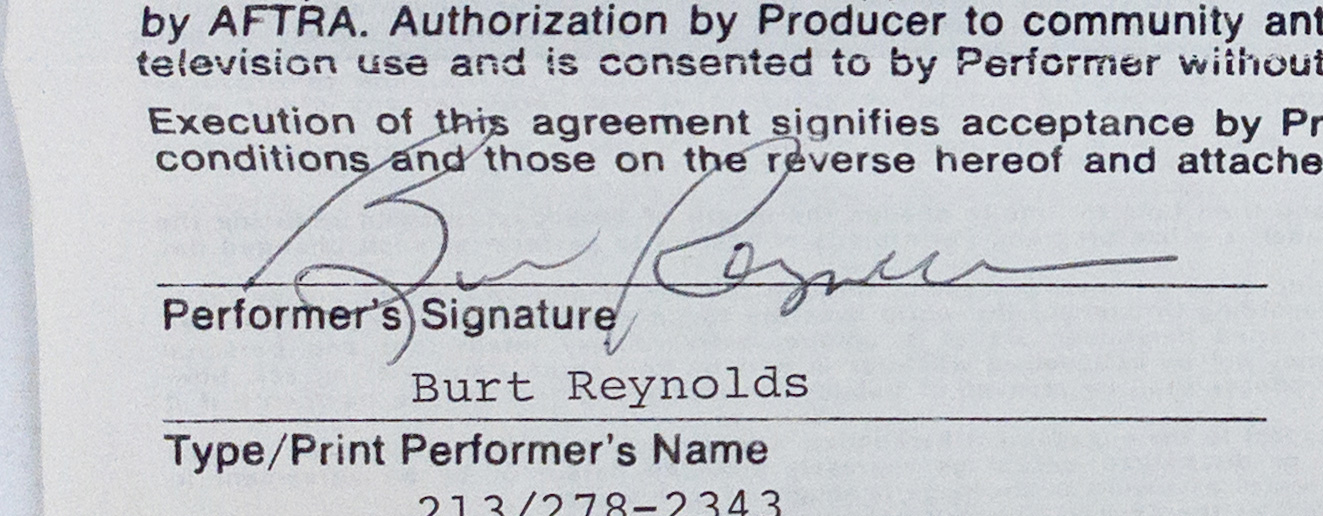 by AFTRA. Authorization by Producer to community ant
television use and is consented to by Performer without
Execution of this agreement signifies acceptance by Pr
conditions and those on the reverse hereof and attache
Burt Reynolds
Performer's Signature
Burt Reynolds
Type/Print Performer's Name
213/278-2343